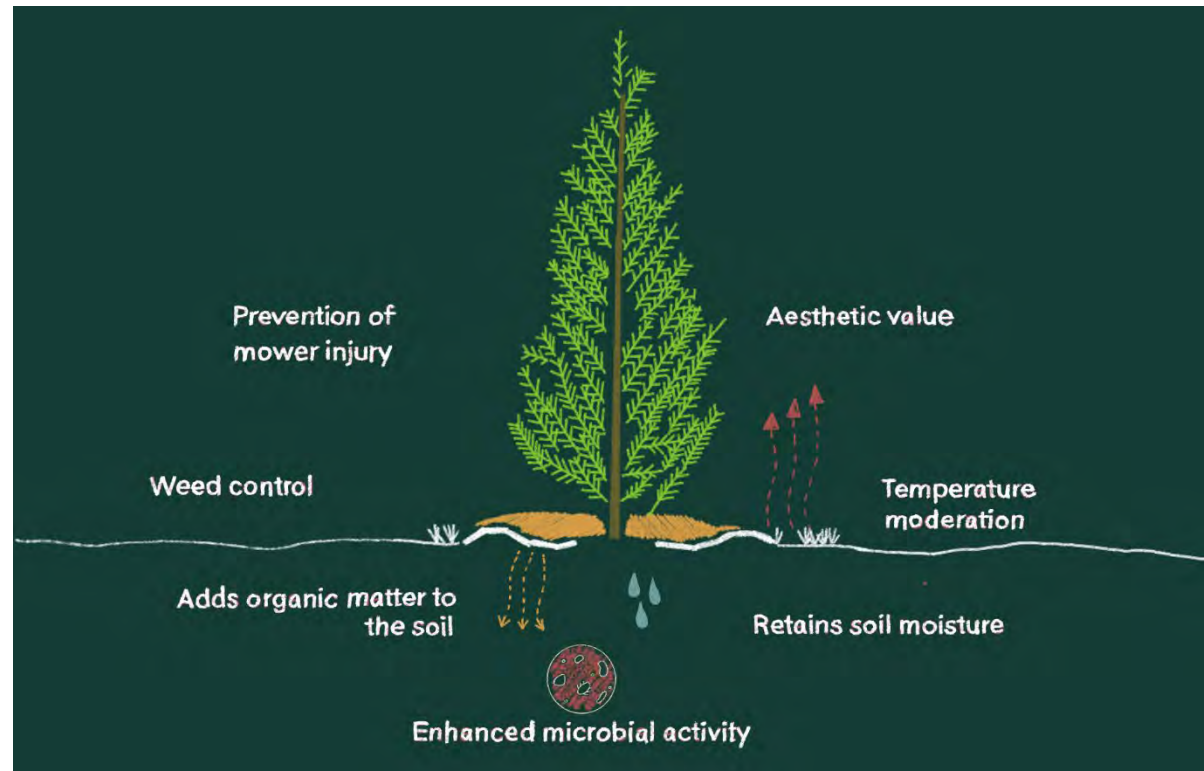 Prevention of
mower injury
Aesthetic value
Weed control
Temperature
moderation
Adds organic matter to
the soil
Retains soil moisture
Enhanced microbial activity